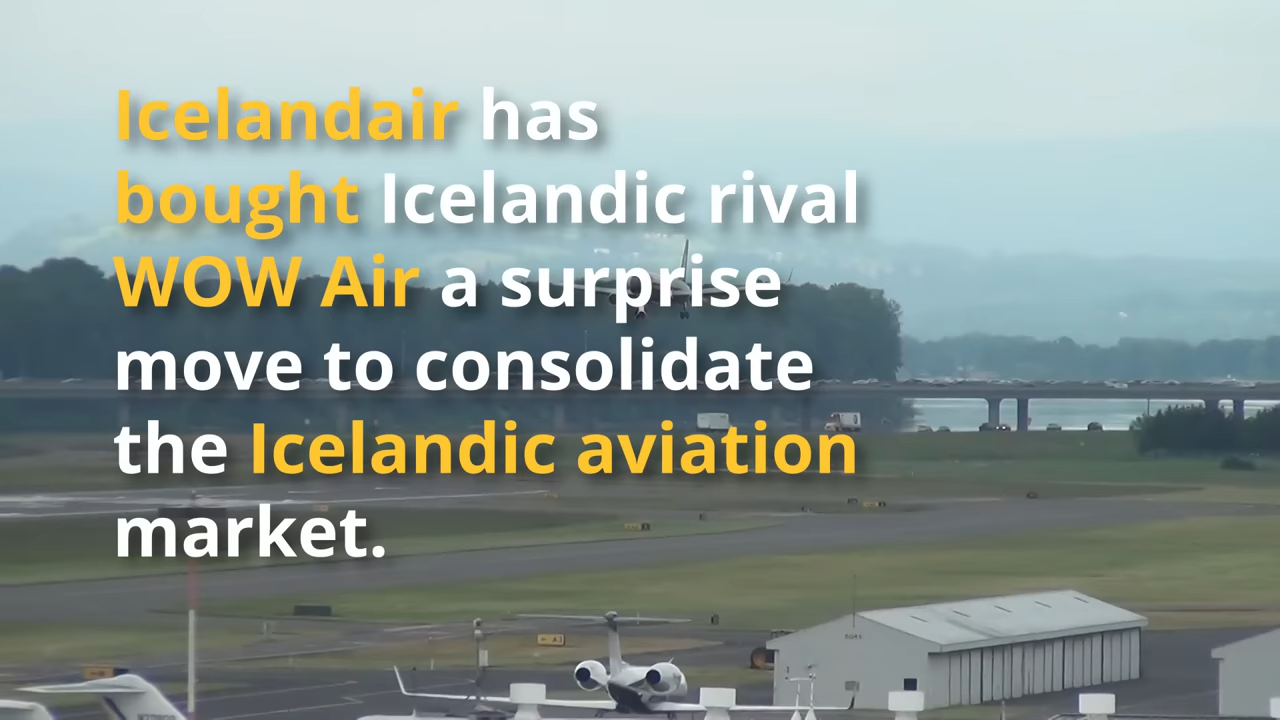 Icelandair has
bought Icelandic rival
WOW Air a surprise
move to consolidate
the Icelandic aviation
market.